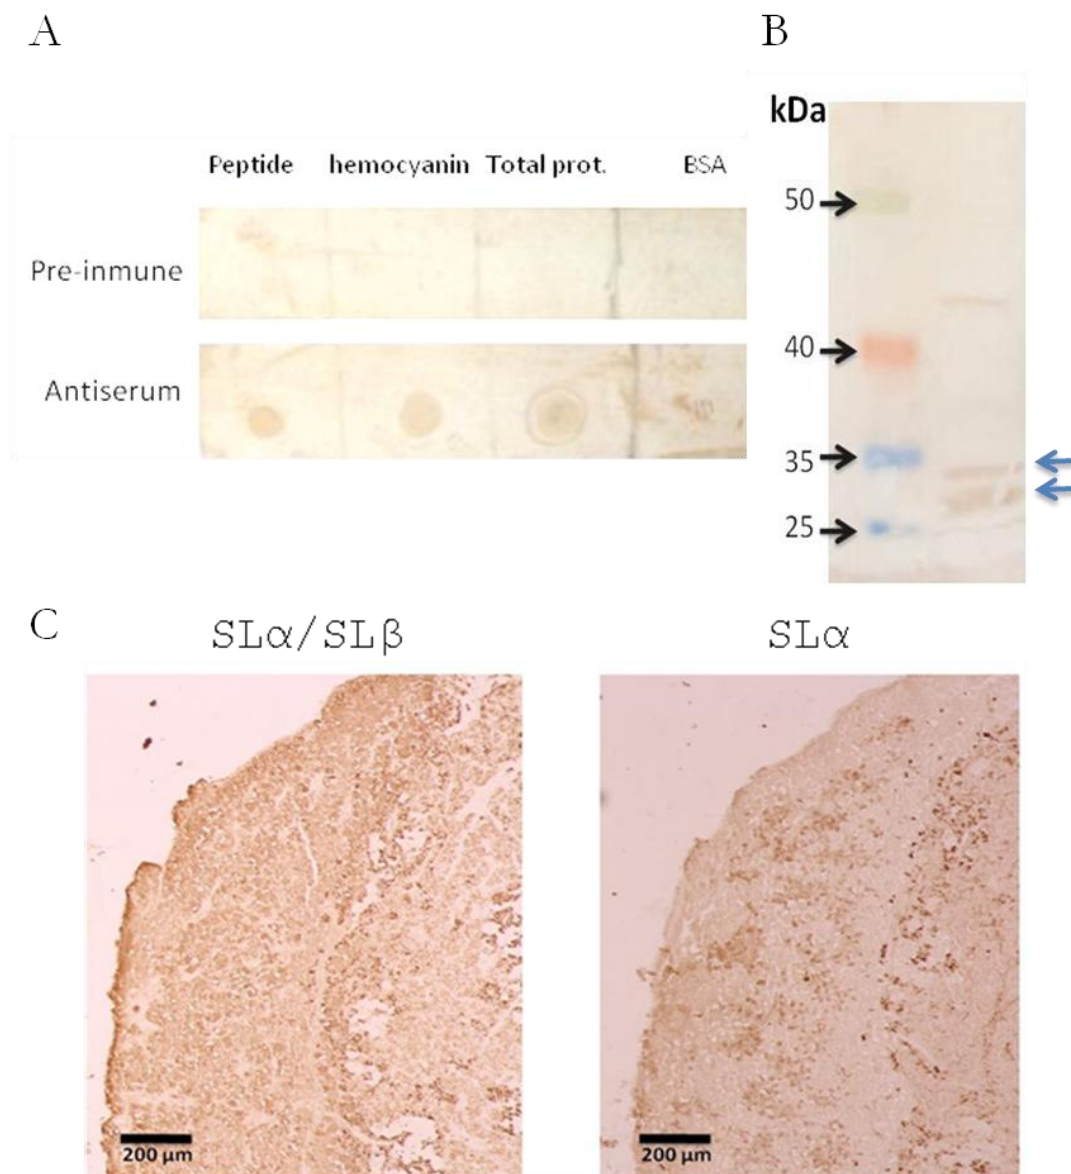 A
B
kDa
Peptide hemocyanin Total prot. BSA
Pre-inmune
Antiserum
50
40
35
25
C
SLα/SLβ
SLα
200 µm
200 µm